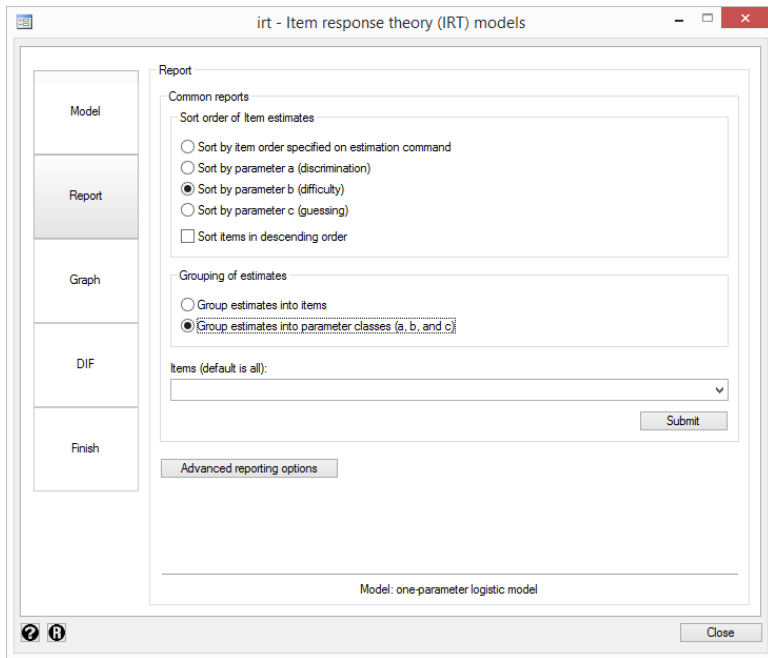 irt - Item response theory (IRT) models
Model
Report
Graph
DIF
Finish
Report
Common reports
Sort order of Item estimates
Sort by item order specified on estimation command
Sort by parameter a (discrimination)
Sort by parameter b (difficulty)
Sort by parameter c (guessing)
Sort items in descending order
Grouping of estimates
Group estimates into items
Group estimates into parameter classes (a, b, and c)
Items (default is all):
Submit
Advanced reporting options
Model: one-parameter logistic model
? R
Close